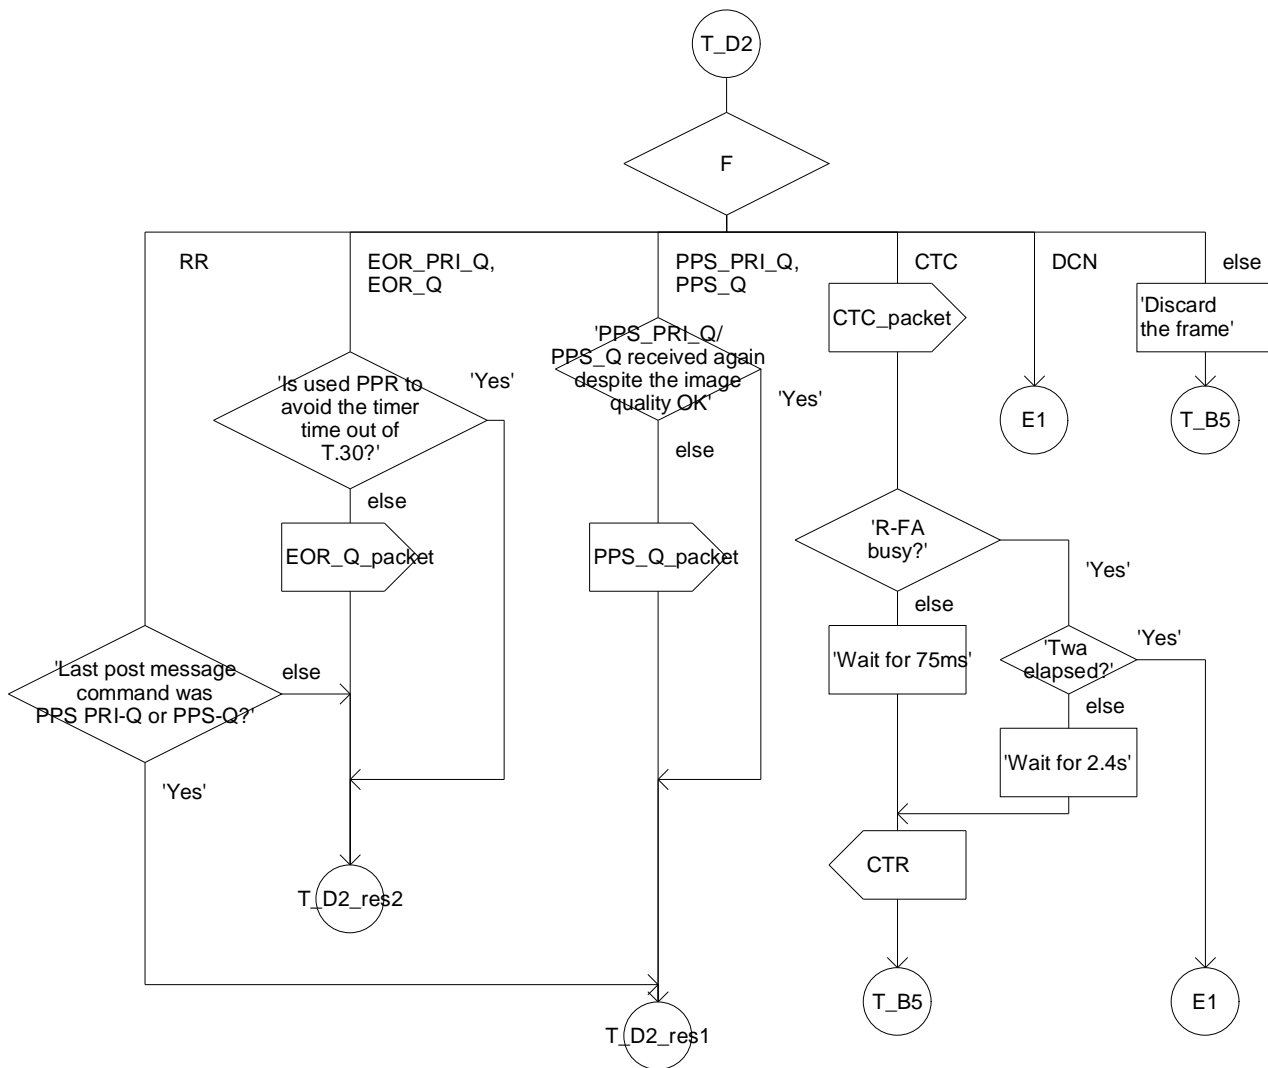 T_D2
F
RR
EOR_PRI_Q,
EOR_Q
PPS_PRI_Q,
PPS_Q
CTC
DCN
else
CTC_packet
'Discard
the frame'
'PPS_PRI_Q/
PPS_Q received again
despite the image
quality OK'
'Yes'
'Is used PPR to
avoid the timer
time out of
T.30?'
'Yes'
E1
T_B5
else
else
EOR_Q_packet
PPS_Q_packet
'R-FA
busy?'
'Yes'
else
'Last post message
command was
PPS PRI-Q or PPS-Q?'
else
'Wait for 75ms'
'Twa
elapsed?'
'Yes'
else
'Wait for 2.4s'
'Yes'
CTR
T_D2_res2
T_B5
E1
T_D2_res1